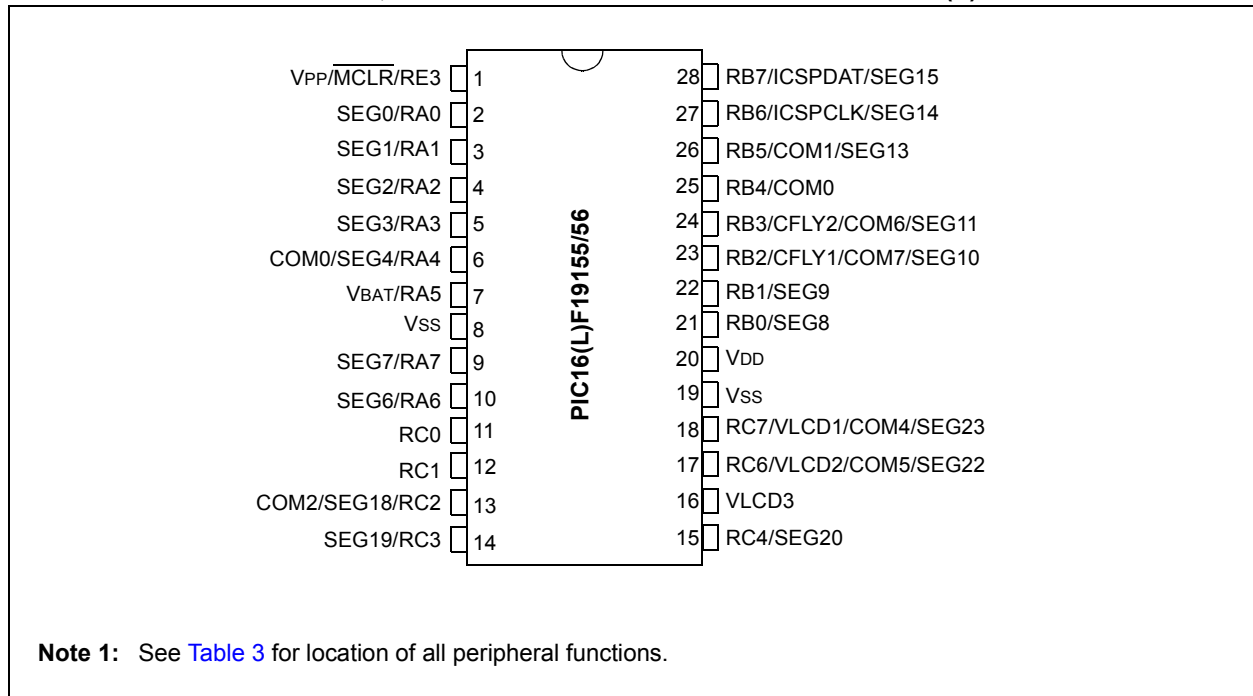 VPP/MCLR/RE3 1 28 RB7/ICSPDAT/SEG15
SEG0/RA0 2 27 RB6/ICSPCLK/SEG14
SEG1/RA1 3 26 RB5/COM1/SEG13
SEG2/RA2 4 25 RB4/COM0
SEG3/RA3 5 24 RB3/CFLY2/COM6/SEG11
COM0/SEG4/RA4 6 23 RB2/CFLY1/COM7/SEG10
VBAT/RA5 7 22 RB1/SEG9
VSS 8 21 RB0/SEG8
SEG7/RA7 9 20 VDD
SEG6/RA6 10 19 VSS
RC0 11 18 RC7/VLCD1/COM4/SEG23
RC1 12 17 RC6/VLCD2/COM5/SEG22
COM2/SEG18/RC2 13 16 VLCD3
SEG19/RC3 14 15 RC4/SEG20
PIC16(L)F19155/56
Note 1: See Table 3 for location of all peripheral functions.